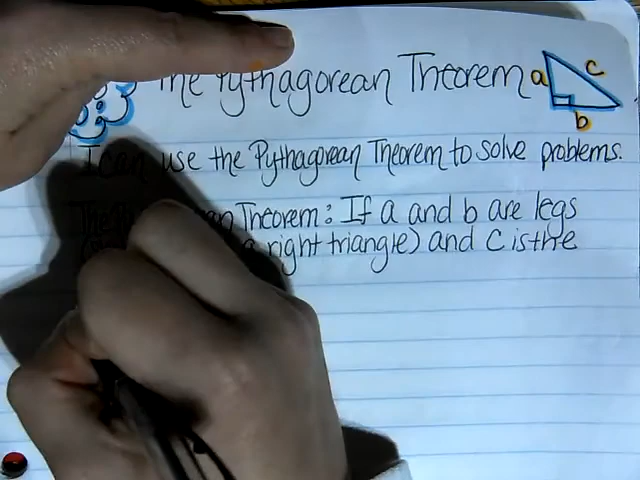 The Pythagorean Theorem a c b
I can use the Pythagorean Theorem to solve problems.
Theorem: If a and b are legs
right triangle) and c is the